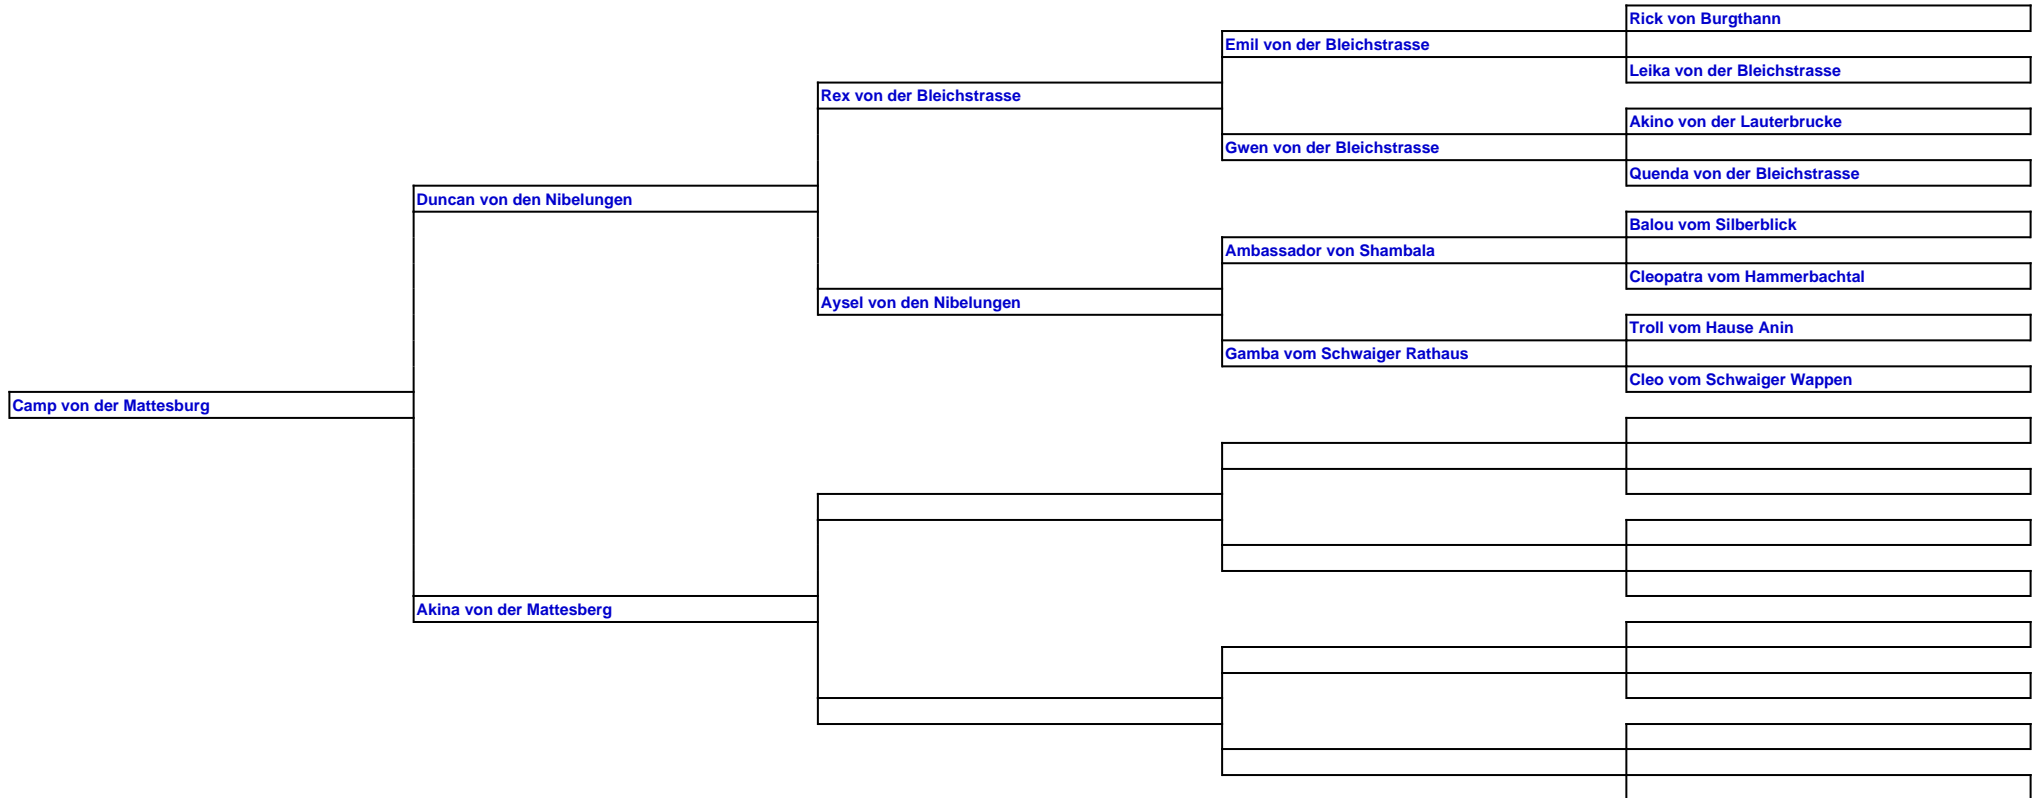 Rick von Burgthann
Emil von der Bleichstrasse
Leika von der Bleichstrasse
Rex von der Bleichstrasse
Akino von der Lauterbrucke
Gwen von der Bleichstrasse
Quenda von der Bleichstrasse
Duncan von den Nibelungen
Balou vom Silberblick
Ambassador von Shambala
Cleopatra vom Hammerbachtal
Aysel von den Nibelungen
Troll vom Hause Anin
Gamba vom Schwaiger Rathaus
Cleo vom Schwaiger Wappen
Camp von der Mattesburg
Akina von der Mattesberg